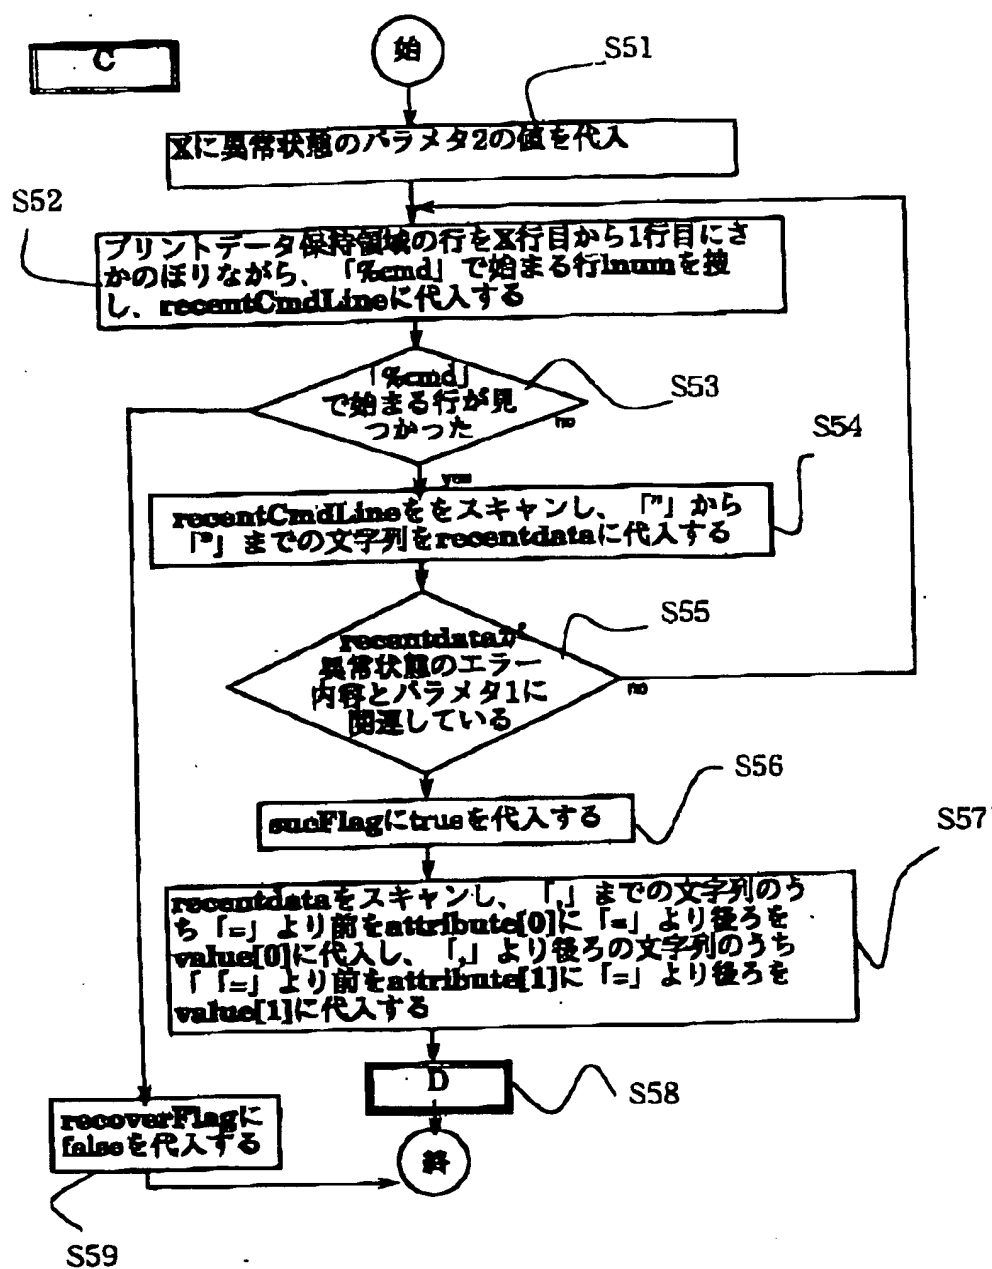 C
始
S51
Xに異常状態のパラメタ2の値を代入
S52
プリントデータ保持領域の行をX行目から1行目にさ
かのぼりながら、「%cmd」で始まる行lnumを捜
し、recentCmdLineに代入する
「%cmd」
で始まる行が見
つかった
S53
no
yes
S54
recentCmdLineををスキャンし、「"」から
「"」までの文字列をrecentdataに代入する
S55
recentdataが
異常状態のエラー
内容とパラメタ1に
関連している
no
S56
sucFlagにtrueを代入する
S57
recentdataをスキャンし、「,」までの文字列のう
ち「=」より前をattribute[0]に「=」より後ろを
value[0]に代入し、「,」より後ろの文字列のうち
「「=」より前をattribute[1]に「=」より後ろを
value[1]に代入する
D
S58
recoverFlagに
falseを代入する
終
S59